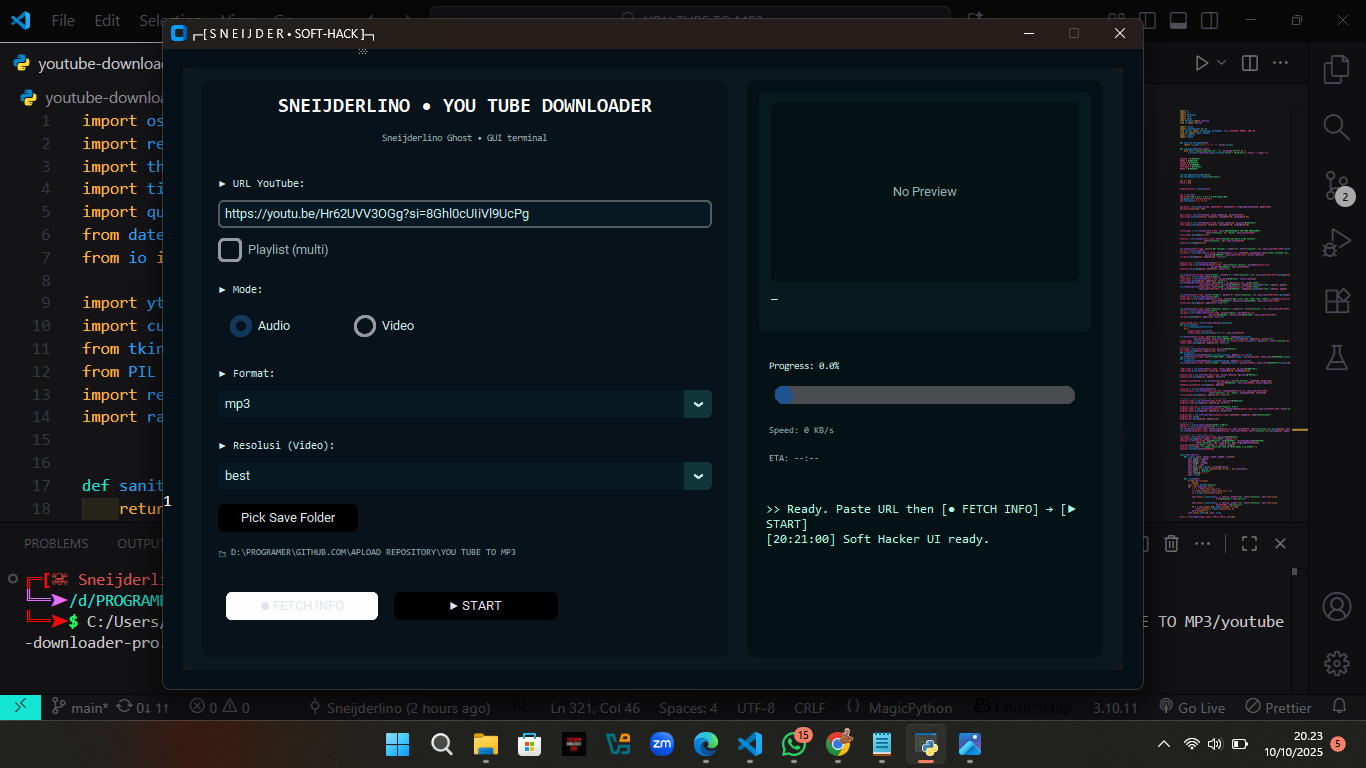 File Edit Selection View Go
YOU TUBE TO MP3
┌─[ S N E I J D E R • SOFT-HACK ]─┐
youtube-downloa
youtube-downloa
1 import os
2 import re
3 import th
4 import ti
5 import qu
6 from date
7 from io i
8
9 import yt
10 import cu
11 from tkin
12 from PIL
13 import re
14 import ra
15
16
17 def sanit
18 retur
1
SNEIJDERLINO • YOU TUBE DOWNLOADER
Sneijderlino Ghost • GUI terminal
► URL YouTube:
https://youtu.be/Hr62UVV3OGg?si=8Ghl0cUIiVl9UcPg
Playlist (multi)
► Mode:
Audio Video
► Format:
mp3
► Resolusi (Video):
best
Pick Save Folder
D:\PROGRAMER\GITHUB.COM\APLOAD REPOSITORY\YOU TUBE TO MP3
● FETCH INFO ► START
No Preview
—
Progress: 0.0%
Speed: 0 KB/s
ETA: --:--
>> Ready. Paste URL then [● FETCH INFO] → [►
START]
[20:21:00] Soft Hacker UI ready.
2
PROBLEMS OUTPU
┌─[☠ Sneijderli
└──➤/d/PROGRAME
└──➤$ C:/Users/ E TO MP3/youtube
-downloader-pro.
main* 0↓ 1↑ 0 0 Sneijderlino (2 hours ago) Ln 321, Col 46 Spaces: 4 UTF-8 CRLF {} MagicPython Finish Setup 3.10.11 Go Live Prettier
zm 15
20.23
10/10/2025
5